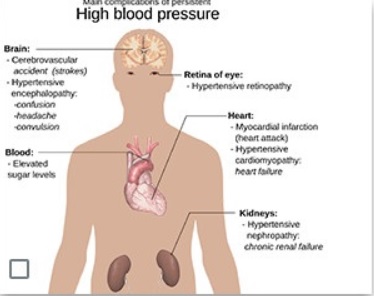 Main complications of persistent
High blood pressure
Brain:
- Cerebrovascular
accident (strokes)
- Hypertensive
encephalopathy:
-confusion
-headache
-convulsion
Retina of eye:
- Hypertensive retinopathy
Heart:
- Myocardial infarction
(heart attack)
- Hypertensive
cardiomyopathy:
heart failure
Blood:
- Elevated
sugar levels
Kidneys:
- Hypertensive
nephropathy:
chronic renal failure